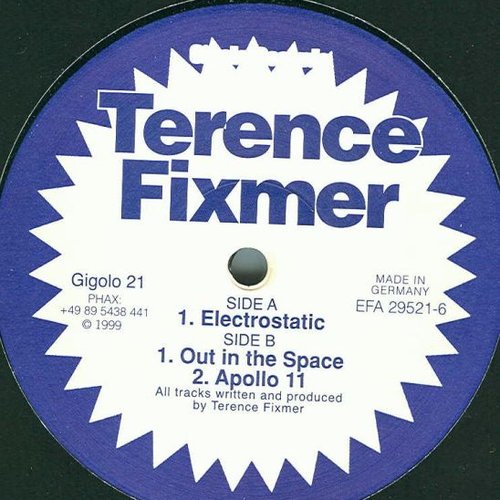 Terence
Fixmer
Gigolo 21
PHAX:
+49 89 5438 441
© 1999
MADE IN
GERMANY
EFA 29521-6
SIDE A
1. Electrostatic
SIDE B
1. Out in the Space
2. Apollo 11
All tracks written and produced
by Terence Fixmer